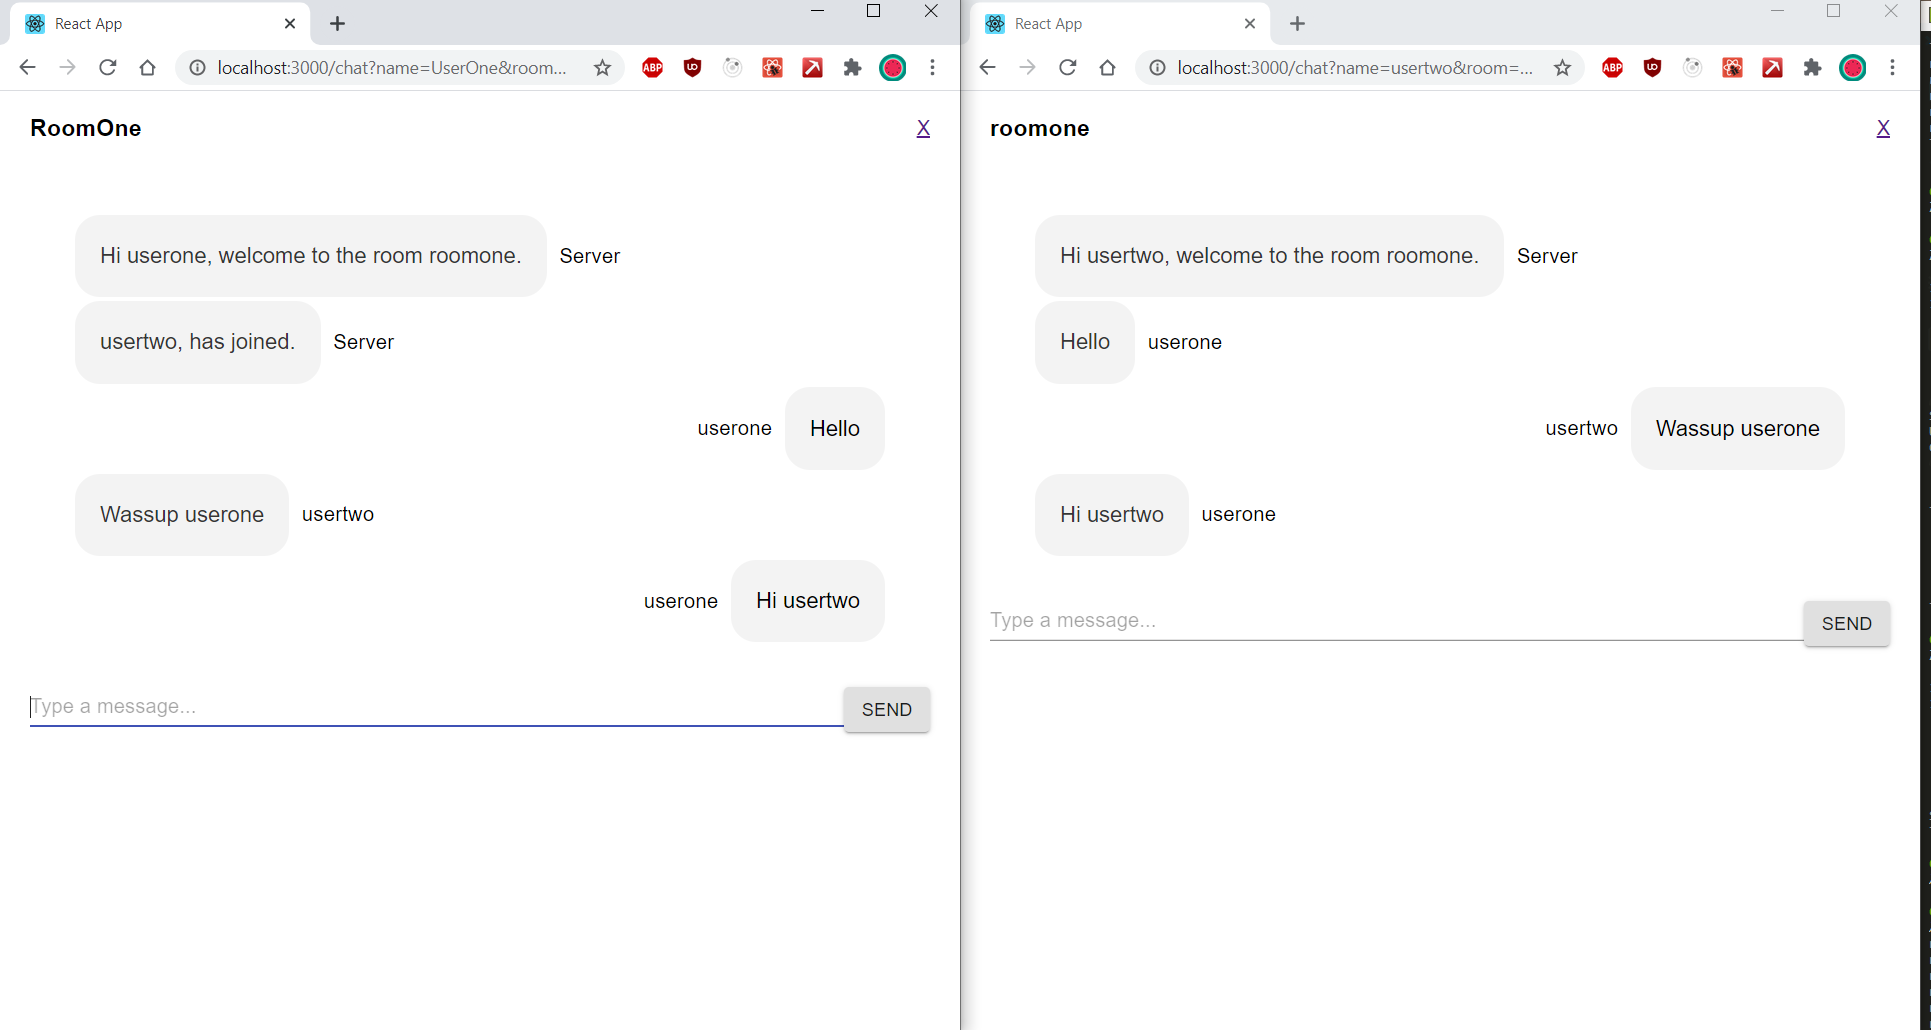 React App
localhost:3000/chat?name=UserOne&room...
ABP
UO
RoomOne
X
Hi userone, welcome to the room roomone.
Server
usertwo, has joined.
Server
userone
Hello
Wassup userone
usertwo
userone
Hi usertwo
Type a message...
SEND
React App
localhost:3000/chat?name=usertwo&room=...
ABP
UO
roomone
X
Hi usertwo, welcome to the room roomone.
Server
Hello
userone
usertwo
Wassup userone
Hi usertwo
userone
Type a message...
SEND